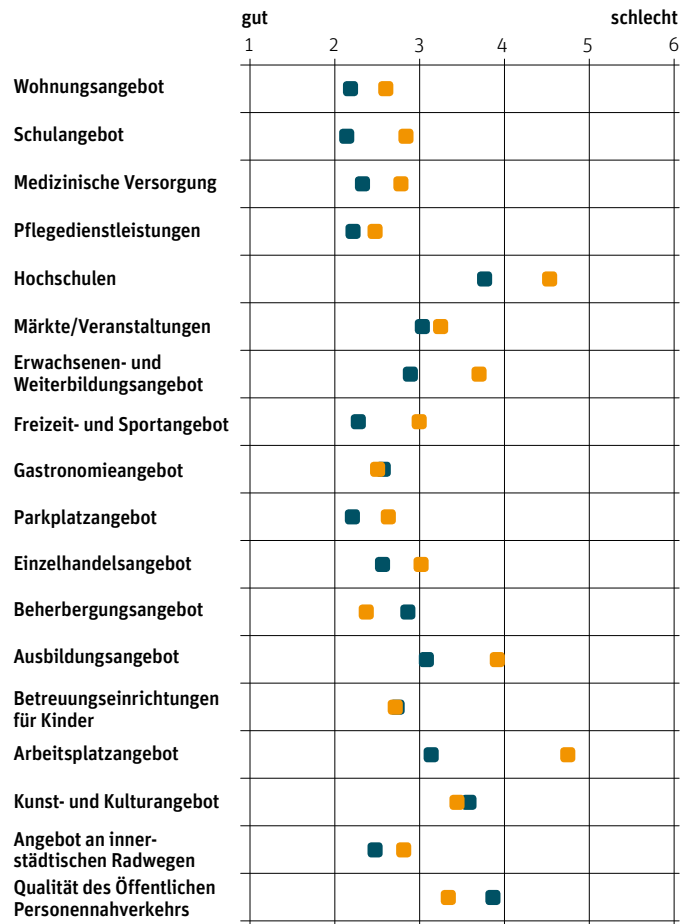 gut schlecht
1 2 3 4 5 6
Wohnungsangebot
Schulangebot
Medizinische Versorgung
Pflegedienstleistungen
Hochschulen
Märkte/Veranstaltungen
Erwachsenen- und
Weiterbildungsangebot
Freizeit- und Sportangebot
Gastronomieangebot
Parkplatzangebot
Einzelhandelsangebot
Beherbergungsangebot
Ausbildungsangebot
Betreuungseinrichtungen
für Kinder
Arbeitsplatzangebot
Kunst- und Kulturangebot
Angebot an inner-
städtischen Radwegen
Qualität des Öffentlichen
Personennahverkehrs